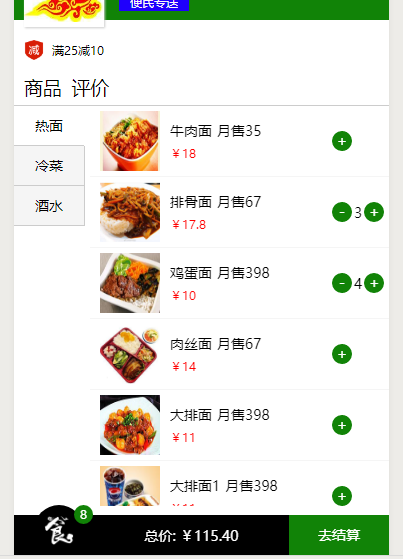 便民专送
减 满25减10
商品 评价
热面
冷菜
酒水
牛肉面 月售35
￥18
+
排骨面 月售67
￥17.8
- 3 +
鸡蛋面 月售398
￥10
- 4 +
肉丝面 月售67
￥14
+
大排面 月售398
￥11
+
大排面1 月售398
￥11
+
餐 8
总价: ￥115.40
去结算